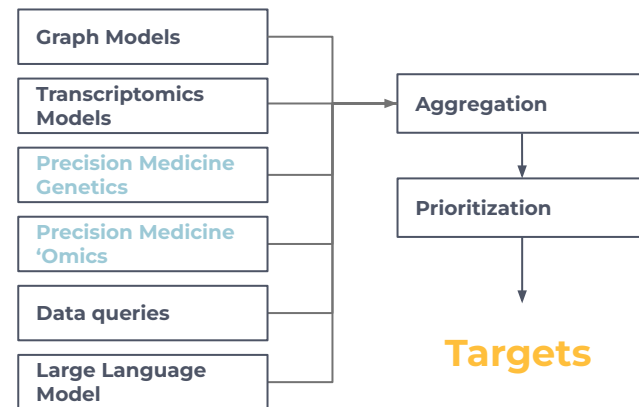 Graph Models
Transcriptomics
Models
Precision Medicine
Genetics
Precision Medicine
‘Omics
Data queries
Large Language
Model
Aggregation
Prioritization
Targets